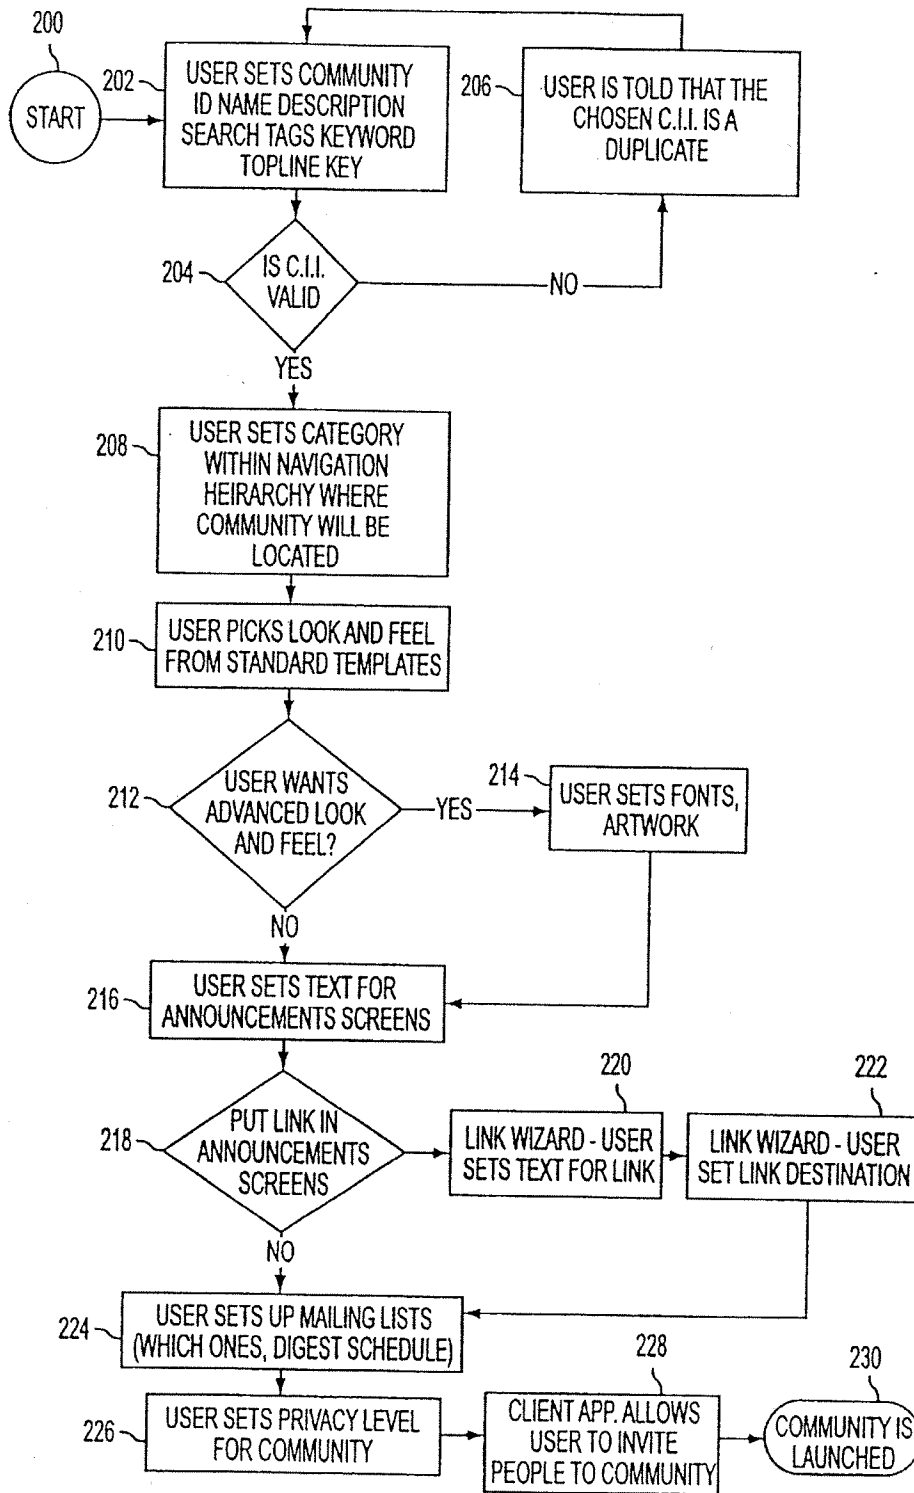 200
START
202
USER SETS COMMUNITY
ID NAME DESCRIPTION
SEARCH TAGS KEYWORD
TOPLINE KEY
206
USER IS TOLD THAT THE
CHOSEN C.I.I. IS A
DUPLICATE
204
IS C.I.I.
VALID
NO
YES
208
USER SETS CATEGORY
WITHIN NAVIGATION
HEIRARCHY WHERE
COMMUNITY WILL BE
LOCATED
210
USER PICKS LOOK AND FEEL
FROM STANDARD TEMPLATES
212
USER WANTS
ADVANCED LOOK
AND FEEL?
YES
214
USER SETS FONTS,
ARTWORK
NO
216
USER SETS TEXT FOR
ANNOUNCEMENTS SCREENS
218
PUT LINK IN
ANNOUNCEMENTS
SCREENS
220
LINK WIZARD - USER
SETS TEXT FOR LINK
222
LINK WIZARD - USER
SET LINK DESTINATION
NO
224
USER SETS UP MAILING LISTS
(WHICH ONES, DIGEST SCHEDULE)
226
USER SETS PRIVACY LEVEL
FOR COMMUNITY
228
CLIENT APP. ALLOWS
USER TO INVITE
PEOPLE TO COMMUNITY
230
COMMUNITY IS
LAUNCHED